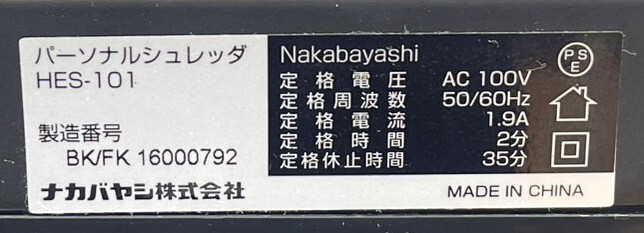 パーソナルシュレッダ
HES-101
製造番号
BK/FK 16000792
ナカバヤシ株式会社
Nakabayashi
定格電圧 AC 100V
定格周波数 50/60Hz
定格電流 1.9A
定格時間 2分
定格休止時間 35分
PSE
MADE IN CHINA